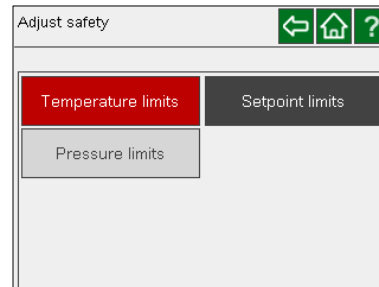 Adjust safety
?
Temperature limits
Setpoint limits
Pressure limits